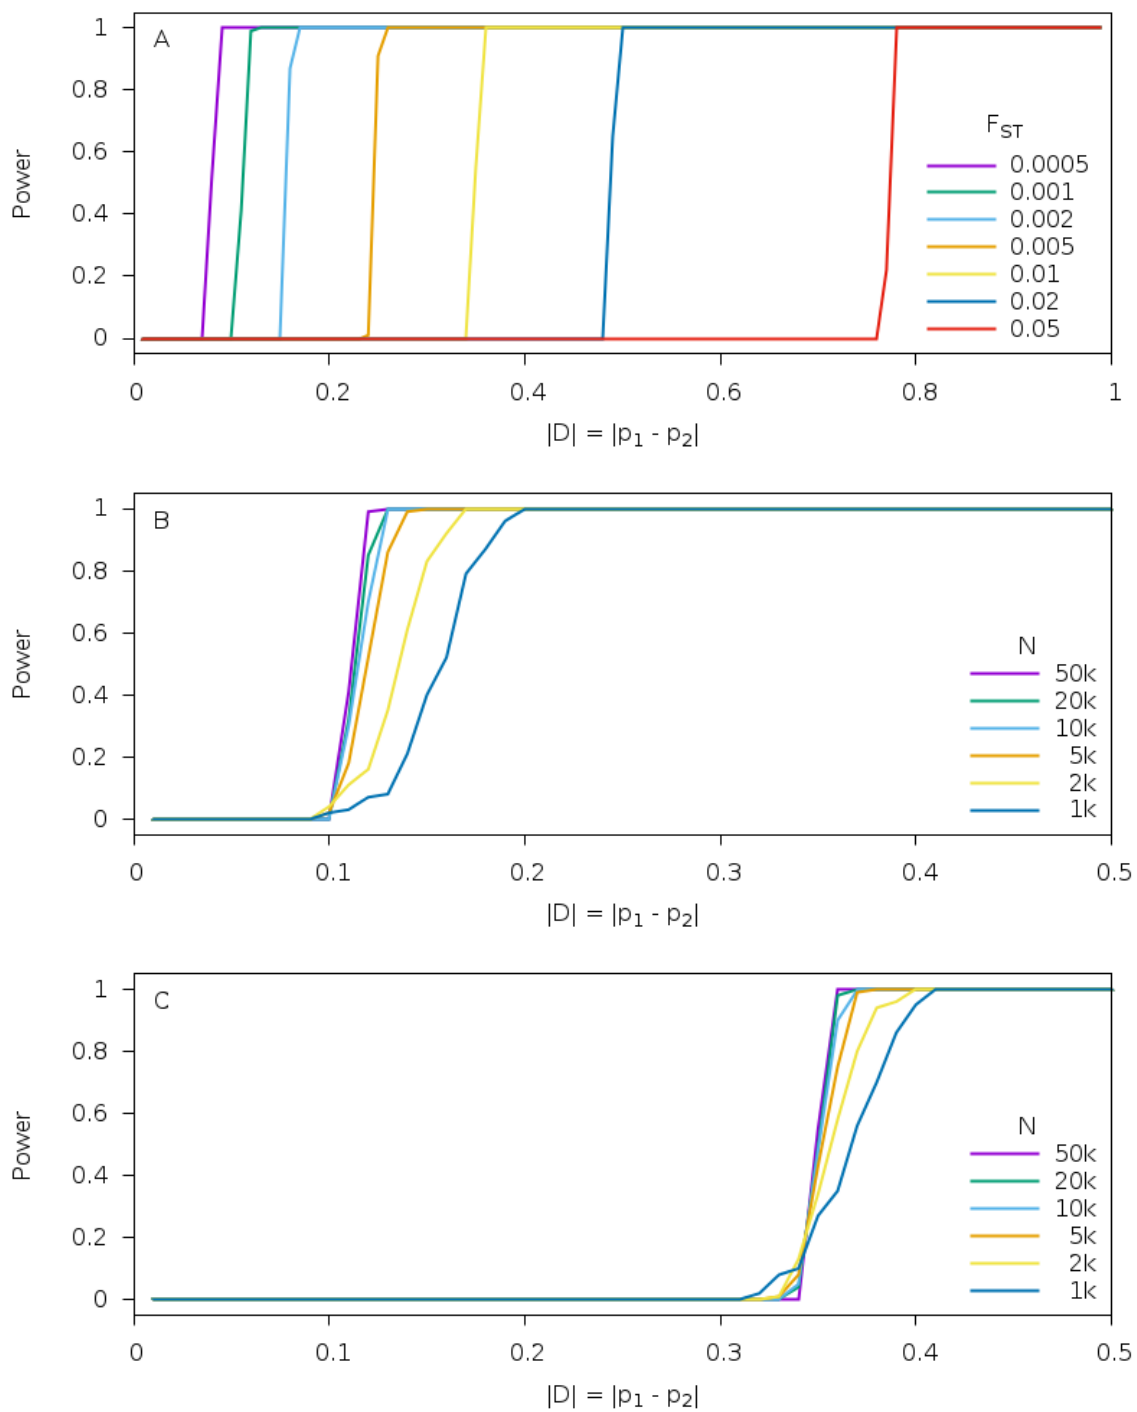 A
Power
1
0.8
0.6
0.4
0.2
0
F_ST
0.0005
0.001
0.002
0.005
0.01
0.02
0.05
0 0.2 0.4 0.6 0.8 1
|D| = |p₁ - p₂|
B
Power
1
0.8
0.6
0.4
0.2
0
N
50k
20k
10k
5k
2k
1k
0 0.1 0.2 0.3 0.4 0.5
|D| = |p₁ - p₂|
C
Power
1
0.8
0.6
0.4
0.2
0
N
50k
20k
10k
5k
2k
1k
0 0.1 0.2 0.3 0.4 0.5
|D| = |p₁ - p₂|